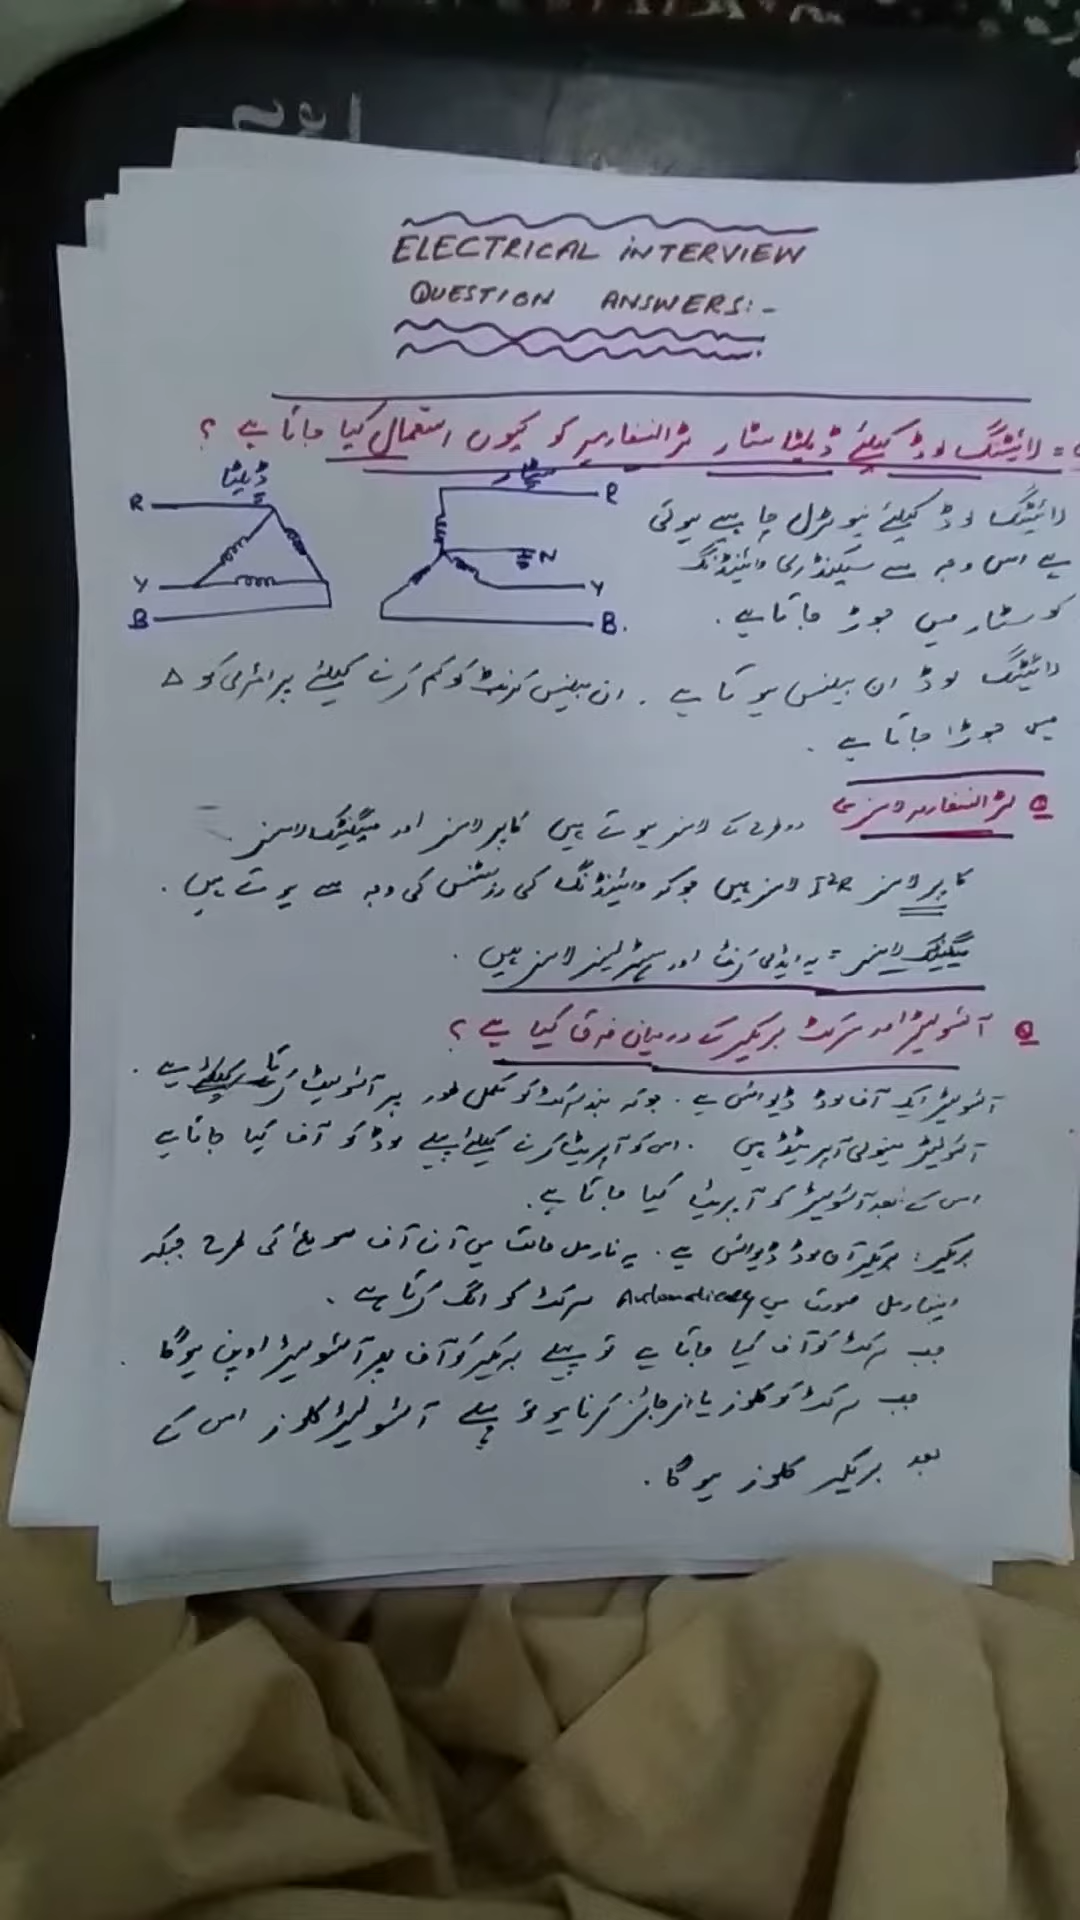 ELECTRICAL INTERVIEW
QUESTION ANSWERS:-
= لائیٹنگ لوڈ کیلئے ڈیلٹا سٹار ٹرانسفارمر کو کیوں استعمال کیا جاتا ہے ؟
ڈیلٹا
R
Y
B
سٹار
R
N
Y
B.
لائیٹنگ لوڈ کیلئے نیوٹرل چاہیے ہوتی
ہے اس وجہ سے سیکنڈری وائینڈنگ
کو سٹار میں جوڑ جاتا ہے .
لائیٹنگ لوڈ ان بیلنس ہوتا ہے . ان بیلنس کرنٹ کو کم کرنے کیلئے پرائمری کو Δ
میں جوڑا جاتا ہے .
Q ٹرانسفارمر لاسز دو طرح کے لاسز ہوتے ہیں کاپر لاسز اور میگنیٹک لاسز
کاپر لاسز I²R لاسز ہیں جو کہ وائینڈنگ کی رزسٹنس کی وجہ سے ہوتے ہیں .
میگنیٹک لاسز = یہ ایڈی کرنٹ اور ہسٹریسز لاسز ہیں .
Q آئسولیٹر اور سرکٹ بریکر کے درمیان فرق کیا ہے ؟
آئسولیٹر ایک آف لوڈ ڈیوائس ہے . جو کہ سرکٹ کو مکمل طور پر آئسولیٹ کرتا ہے .
آئسولیٹر مینولی آپریٹڈ ہیں . اس کو آپریٹ کرنے کیلئے پہلے لوڈ کو آف کیا جاتا ہے
اس کے بعد آئسولیٹر کو آپریٹ کیا جاتا ہے .
بریکر : بریکر آن لوڈ ڈیوائس ہے . یہ نارمل حالت میں آن آف سویچ کی طرح جبکہ
ابنارمل صورت میں Automatically سرکٹ کو الگ کرتا ہے .
جب سرکٹ کو آف کیا جاتا ہے تو پہلے بریکر کو آف پھر آئسولیٹر اوپن ہوگا .
جب سرکٹ کو کلوز یا انرجائز کرنا ہو تو پہلے آئسولیٹر کلوز اس کے
بعد بریکر کلوز ہو گا .